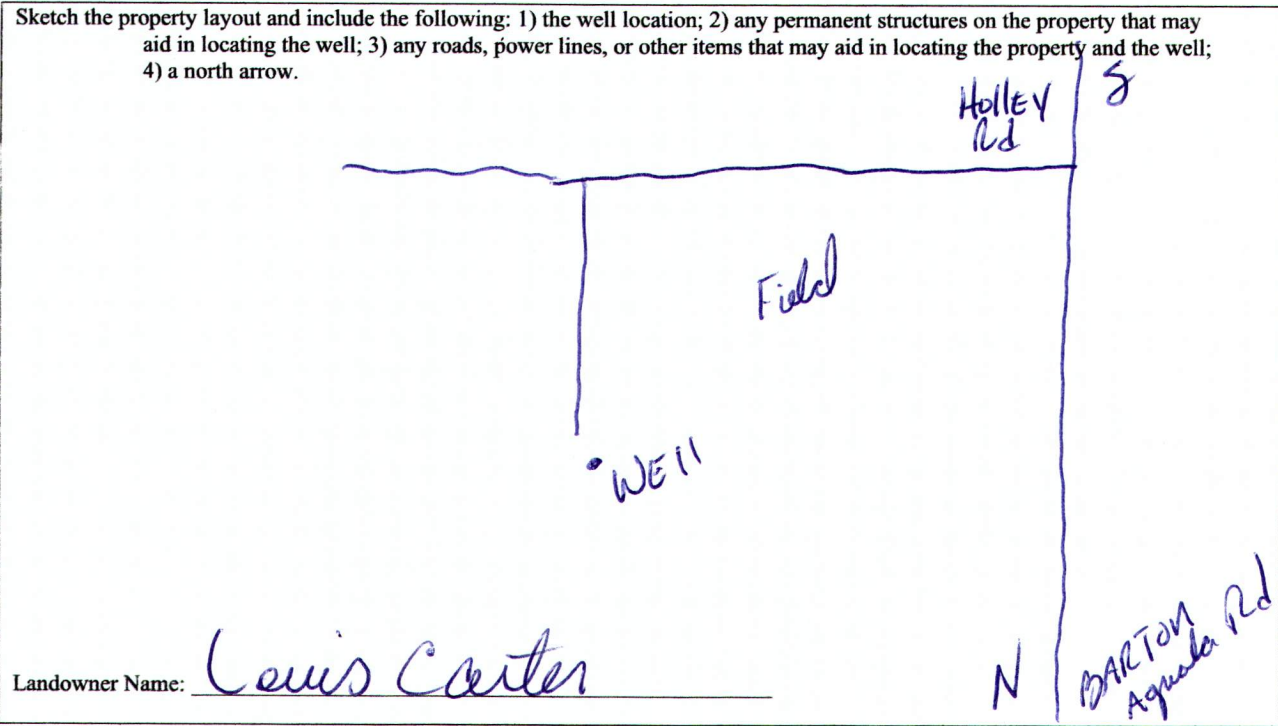 Sketch the property layout and include the following: 1) the well location; 2) any permanent structures on the property that may
aid in locating the well; 3) any roads, power lines, or other items that may aid in locating the property and the well;
4) a north arrow.
S
HollEY
Rd
Field
WEll
BARTON
Rd
N
Landowner Name: Louis Carter